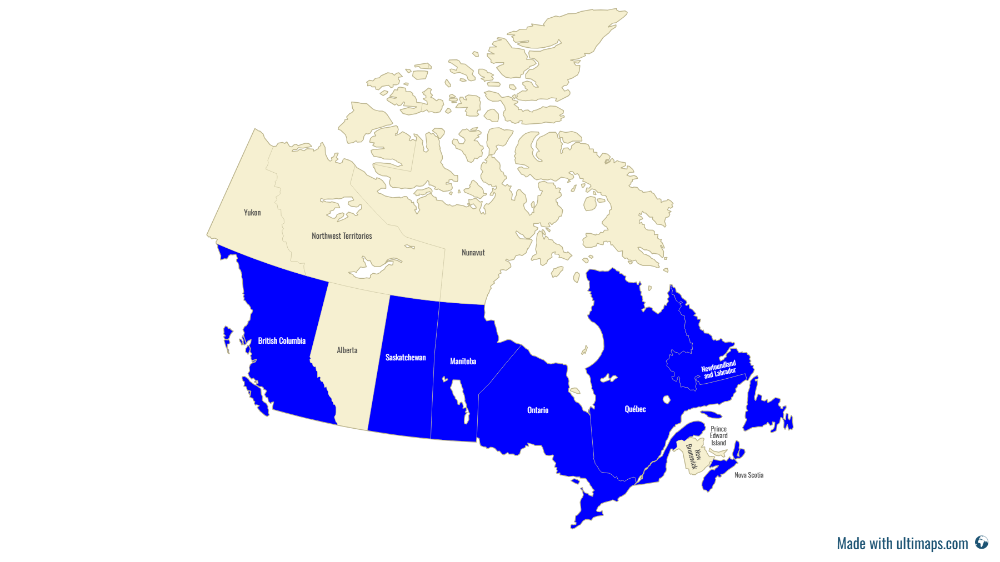 Yukon
Northwest Territories
Nunavut
British Columbia
Alberta
Saskatchewan
Manitoba
Ontario
Québec
Newfoundland
and Labrador
Prince
Edward
Island
New
Brunswick
Nova Scotia
Made with ultimaps.com